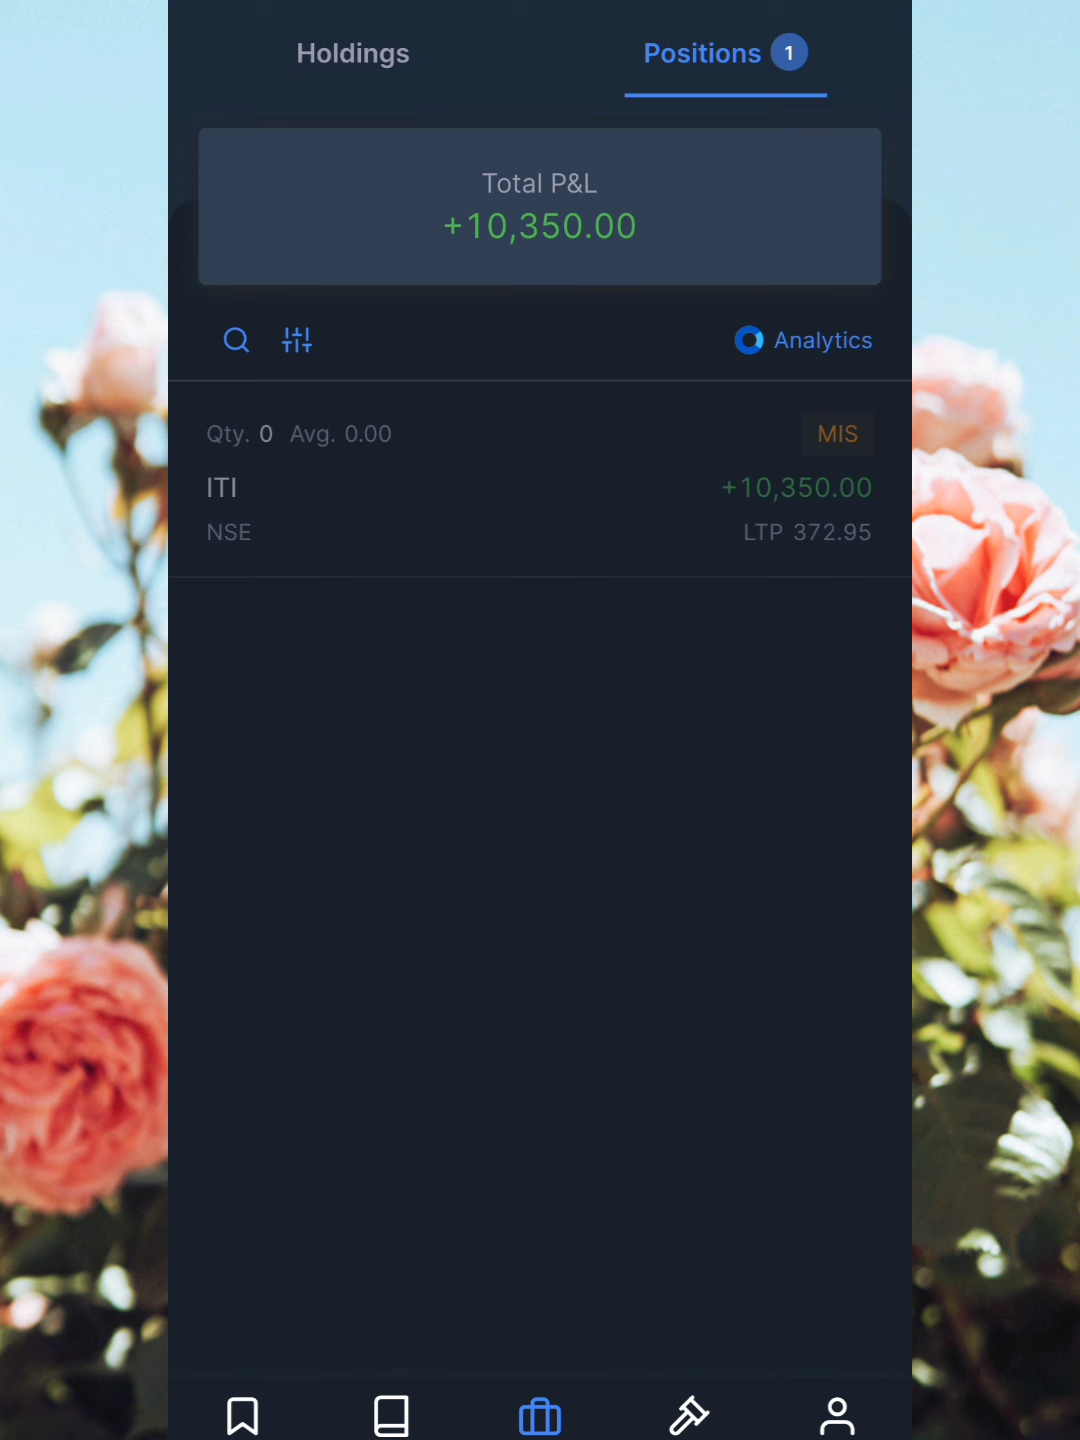 Holdings
Positions 1
Total P&L
+10,350.00
Analytics
Qty. 0 Avg. 0.00
MIS
ITI
+10,350.00
NSE
LTP 372.95